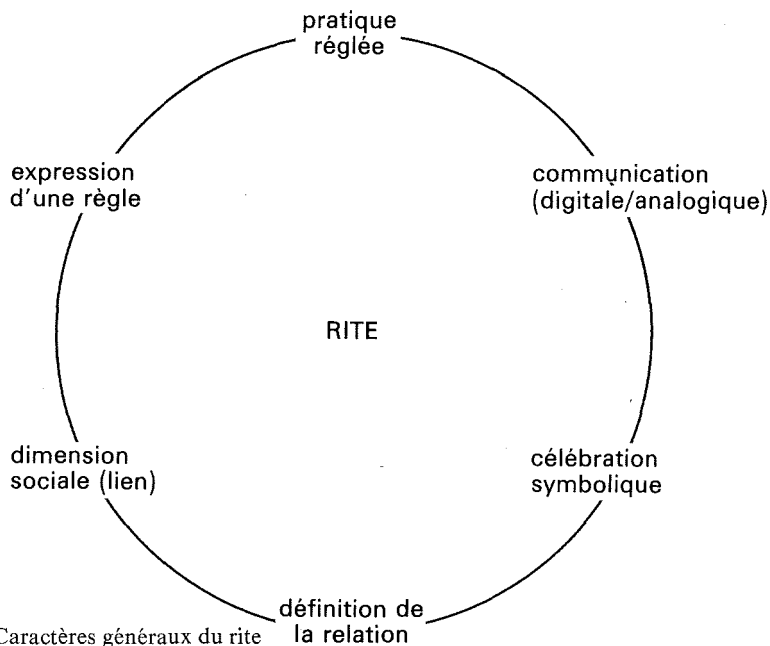 pratique
réglée
expression
d'une règle
communication
(digitale/analogique)
RITE
dimension
sociale (lien)
célébration
symbolique
définition de
la relation
Caractères généraux du rite